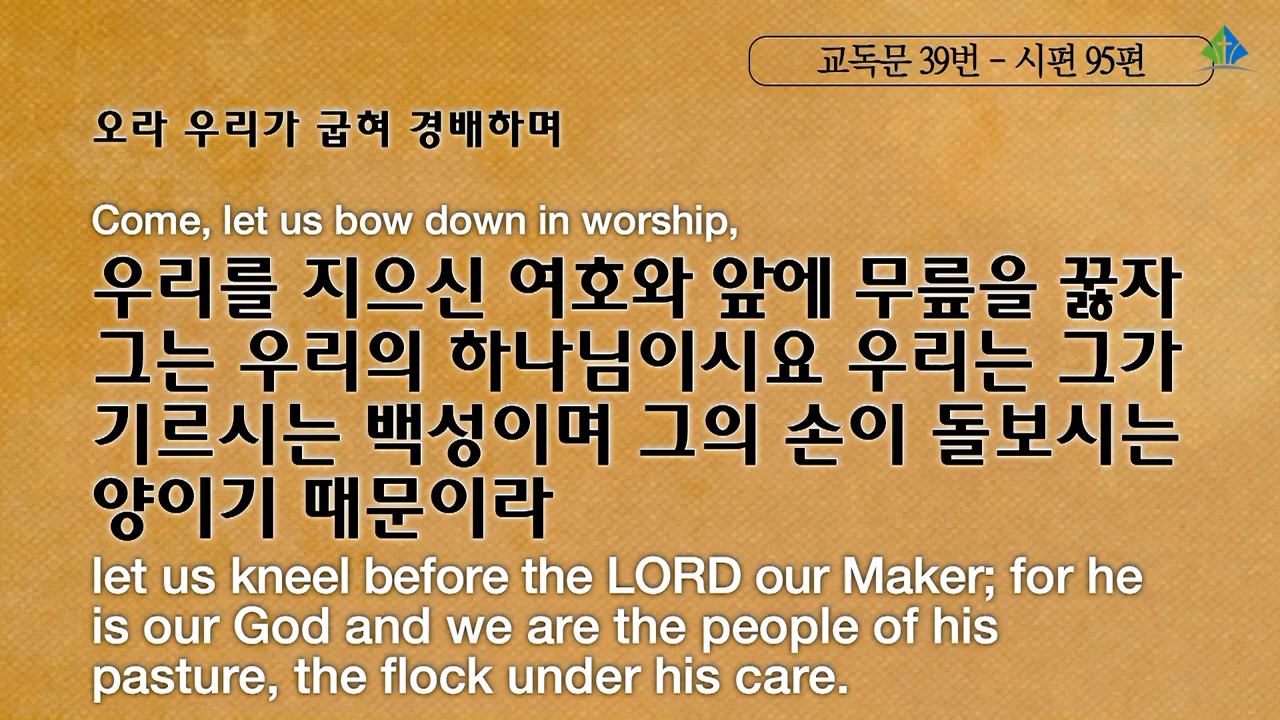 교독문 39번 - 시편 95편
오라 우리가 굽혀 경배하며
Come, let us bow down in worship,
우리를 지으신 여호와 앞에 무릎을 꿇자
그는 우리의 하나님이시요 우리는 그가
기르시는 백성이며 그의 손이 돌보시는
양이기 때문이라
let us kneel before the LORD our Maker; for he
is our God and we are the people of his
pasture, the flock under his care.